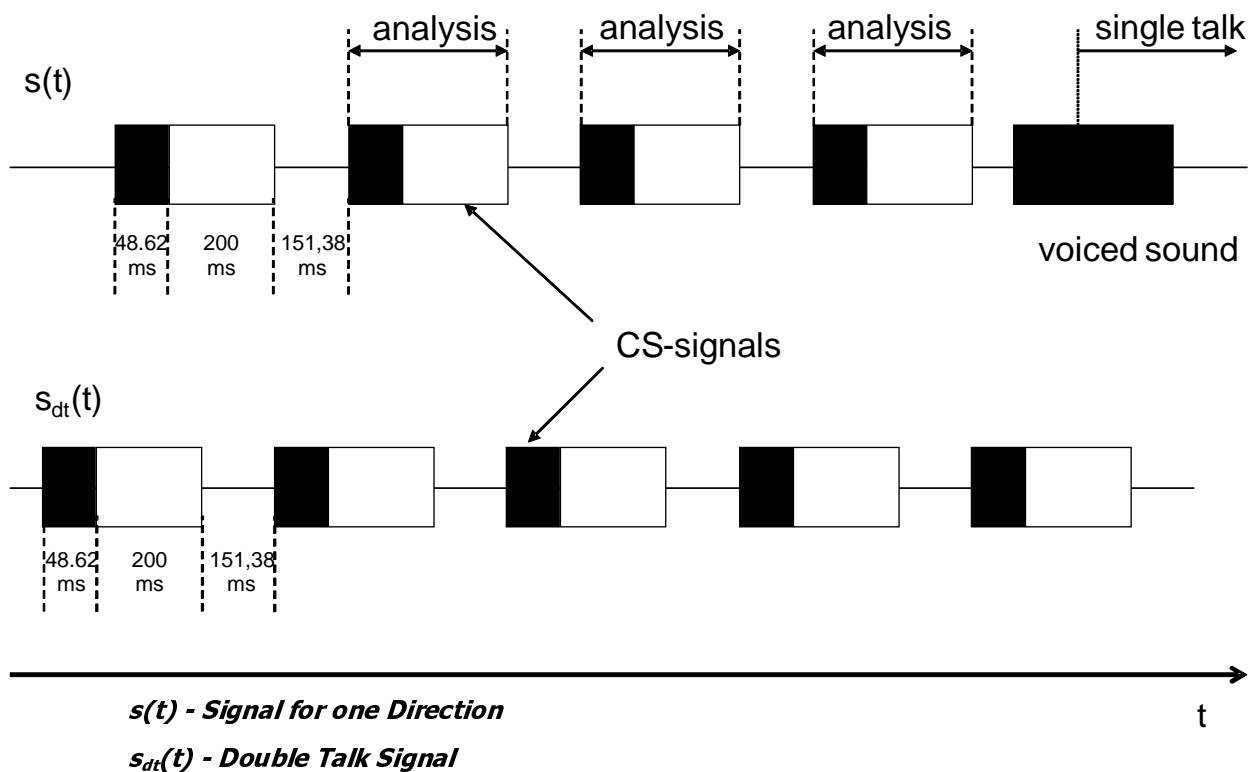 analysis analysis analysis single talk
s(t)
48.62 200 151,38
ms ms ms
voiced sound
CS-signals
sdt(t)
48.62 200 151,38
ms ms ms
t
s(t) - Signal for one Direction
sdt(t) - Double Talk Signal